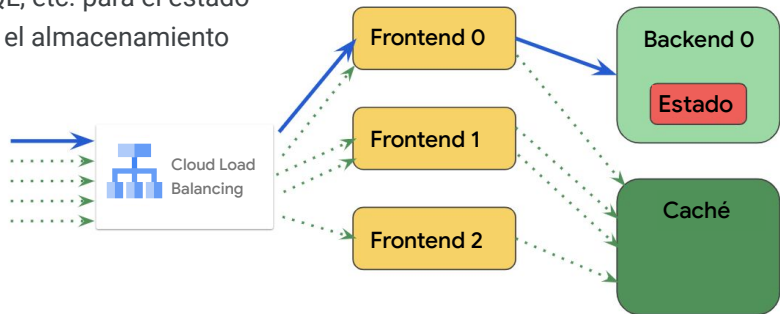 etc. para el estado
el almacenamiento
Frontend 0
Backend 0
Estado
Frontend 1
Cloud Load
Balancing
Caché
Frontend 2